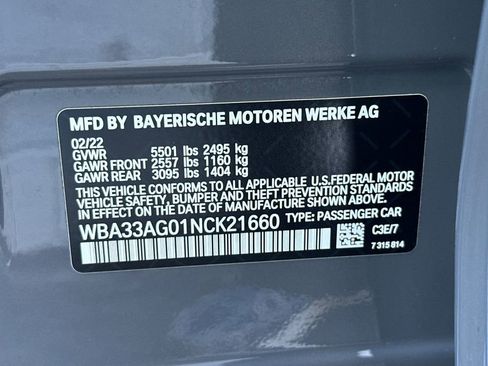 MFD BY BAYERISCHE MOTOREN WERKE AG
02/22
GVWR 5501 lbs 2495 kg
GAWR FRONT 2557 lbs 1160 kg
GAWR REAR 3095 lbs 1404 kg
THIS VEHICLE CONFORMS TO ALL APPLICABLE U.S. FEDERAL MOTOR
VEHICLE SAFETY, BUMPER AND THEFT PREVENTION STANDARDS
IN EFFECT ON THE DATE OF MANUFACTURE SHOWN ABOVE.
WBA33AG01NCK21660 TYPE: PASSENGER CAR
C3E/7
7 315 814